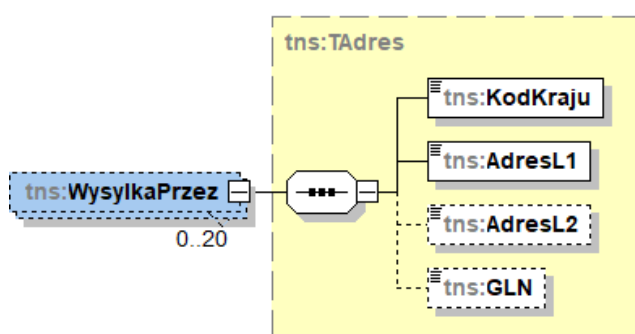 tns:TAdres
tns:KodKraju
tns:AdresL1
tns:WysylkaPrzez
tns:AdresL2
0..20
tns:GLN